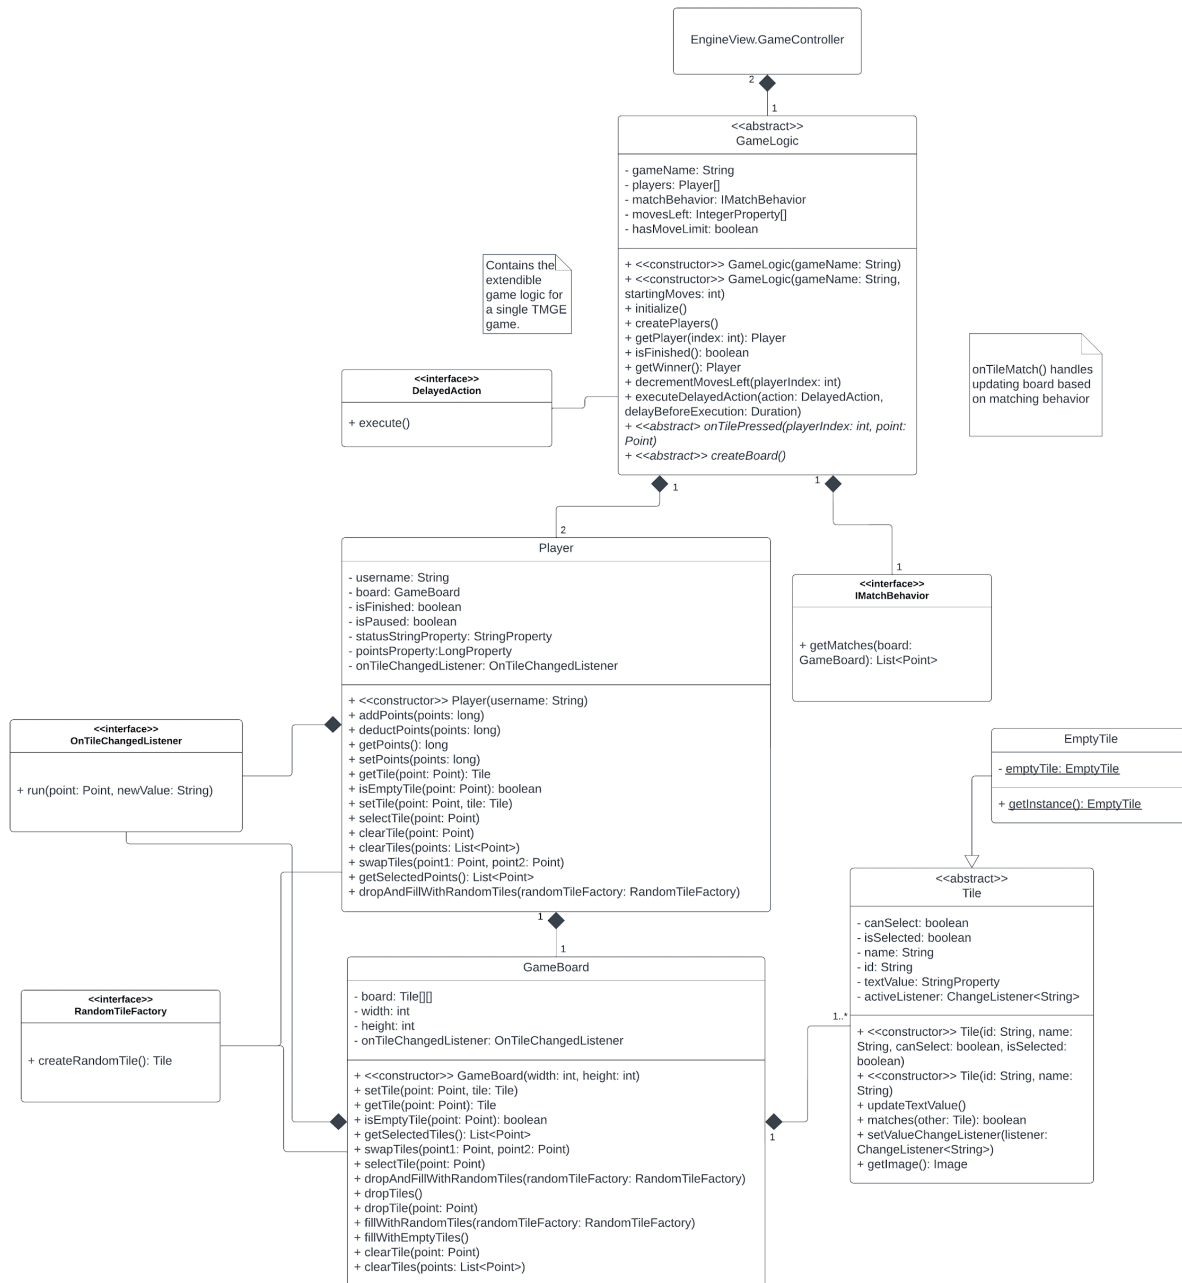 EngineView.GameController
2
1
<<abstract>>
GameLogic
- gameName: String
- players: Player[]
- matchBehavior: IMatchBehavior
- movesLeft: IntegerProperty[]
- hasMoveLimit: boolean
+ <<constructor>> GameLogic(gameName: String)
+ <<constructor>> GameLogic(gameName: String,
startingMoves: int)
+ initialize()
+ createPlayers()
+ getPlayer(index: int): Player
+ isFinished(): boolean
+ getWinner(): Player
+ decrementMovesLeft(playerIndex: int)
+ executeDelayedAction(action: DelayedAction,
delayBeforeExecution: Duration)
+ <<abstract> onTilePressed(playerIndex: int, point:
Point)
+ <<abstract>> createBoard()
Contains the
extendible
game logic for
a single TMGE
game.
onTileMatch() handles
updating board based
on matching behavior
<<interface>>
DelayedAction
+ execute()
1
1
2
1
Player
- username: String
- board: GameBoard
- isFinished: boolean
- isPaused: boolean
- statusStringProperty: StringProperty
- pointsProperty:LongProperty
- onTileChangedListener: OnTileChangedListener
+ <<constructor>> Player(username: String)
+ addPoints(points: long)
+ deductPoints(points: long)
+ getPoints(): long
+ setPoints(points: long)
+ getTile(point: Point): Tile
+ isEmptyTile(point: Point): boolean
+ setTile(point: Point, tile: Tile)
+ selectTile(point: Point)
+ clearTile(point: Point)
+ clearTiles(points: List<Point>)
+ swapTiles(point1: Point, point2: Point)
+ getSelectedPoints(): List<Point>
+ dropAndFillWithRandomTiles(randomTileFactory: RandomTileFactory)
<<interface>>
IMatchBehavior
+ getMatches(board:
GameBoard): List<Point>
<<interface>>
OnTileChangedListener
+ run(point: Point, newValue: String)
EmptyTile
- emptyTile: EmptyTile
+ getInstance(): EmptyTile
<<abstract>>
Tile
- canSelect: boolean
- isSelected: boolean
- name: String
- id: String
- textValue: StringProperty
- activeListener: ChangeListener<String>
+ <<constructor>> Tile(id: String, name:
String, canSelect: boolean, isSelected:
boolean)
+ <<constructor>> Tile(id: String, name:
String)
+ updateTextValue()
+ matches(other: Tile): boolean
+ setValueChangeListener(listener:
ChangeListener<String>)
+ getImage(): Image
1
1
1..*
1
GameBoard
- board: Tile[][]
- width: int
- height: int
- onTileChangedListener: OnTileChangedListener
+ <<constructor>> GameBoard(width: int, height: int)
+ setTile(point: Point, tile: Tile)
+ getTile(point: Point): Tile
+ isEmptyTile(point: Point): boolean
+ getSelectedTiles(): List<Point>
+ swapTiles(point1: Point, point2: Point)
+ selectTile(point: Point)
+ dropAndFillWithRandomTiles(randomTileFactory: RandomTileFactory)
+ dropTiles()
+ dropTile(point: Point)
+ fillWithRandomTiles(randomTileFactory: RandomTileFactory)
+ fillWithEmptyTiles()
+ clearTile(point: Point)
+ clearTiles(points: List<Point>)
<<interface>>
RandomTileFactory
+ createRandomTile(): Tile